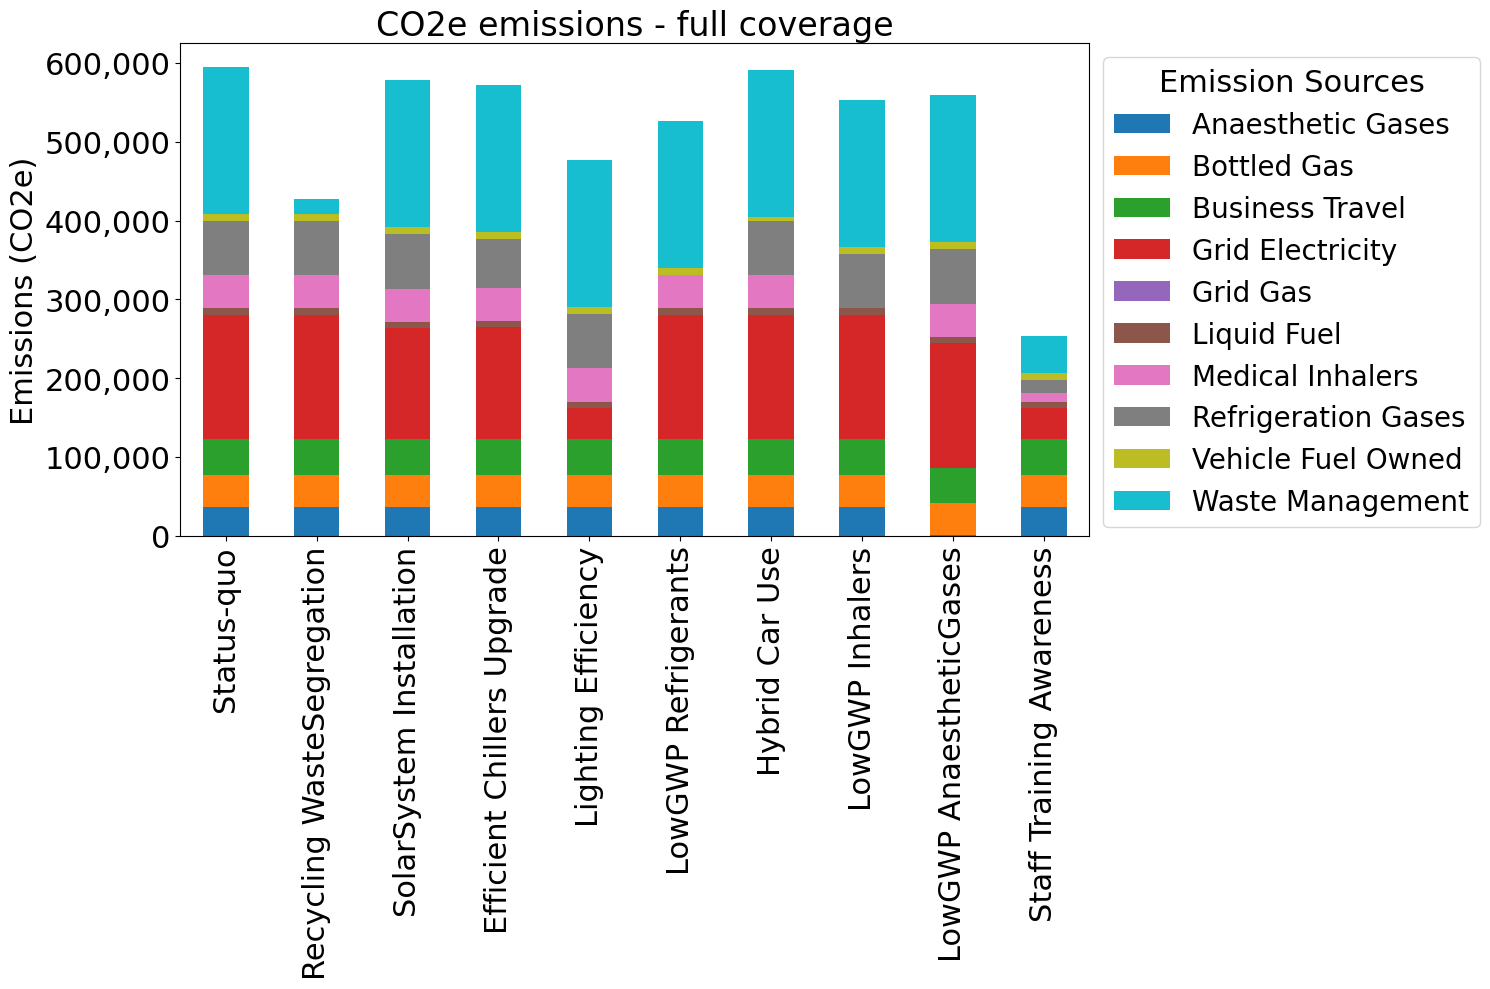 CO2e emissions - full coverage
Emissions (CO2e)
600,000
500,000
400,000
300,000
200,000
100,000
0
Status-quo
Recycling WasteSegregation
SolarSystem Installation
Efficient Chillers Upgrade
Lighting Efficiency
LowGWP Refrigerants
Hybrid Car Use
LowGWP Inhalers
LowGWP AnaestheticGases
Staff Training Awareness
Emission Sources
Anaesthetic Gases
Bottled Gas
Business Travel
Grid Electricity
Grid Gas
Liquid Fuel
Medical Inhalers
Refrigeration Gases
Vehicle Fuel Owned
Waste Management